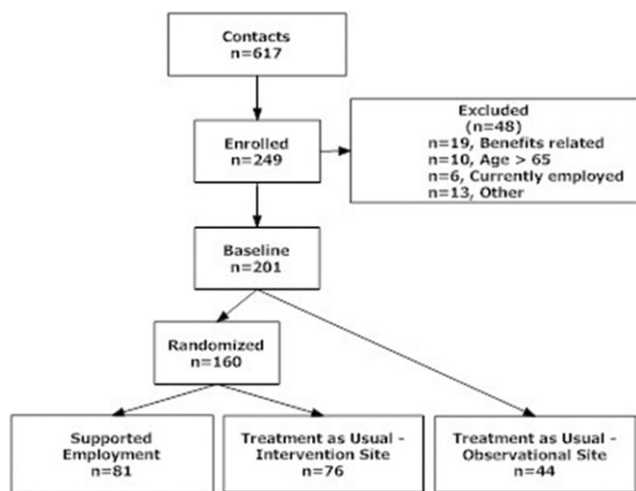 Contacts
n=617
Enrolled
n=249
Excluded
(n=48)
n=19, Benefits related
n=10, Age > 65
n=6, Currently employed
n=13, Other
Baseline
n=201
Randomized
n=160
Supported
Employment
n=81
Treatment as Usual -
Intervention Site
n=76
Treatment as Usual -
Observational Site
n=44